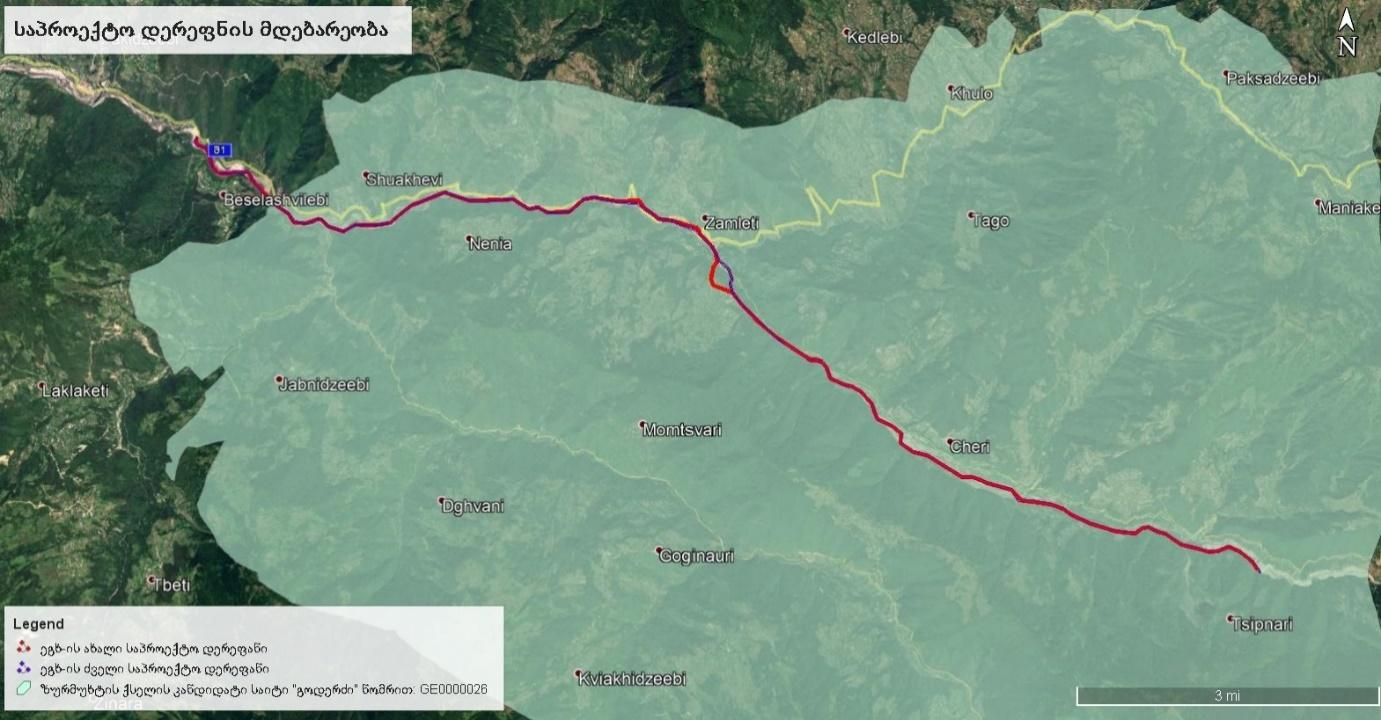 საპროექტო დერეფნის მდებარეობა
N
Kedlebi
Paksadzeebi
Khulo
შ1
Shuakhevi
Beselashvilebi
Maniake
Zamleti
Tago
Nenia
Jabnidzeebi
Laklaketi
Momtsvari
Cheri
Dghvani
Goginauri
Tbeti
Tsipnari
Legend
ეგხ-ის ახალი საპროექტო დერეფანი
ეგხ-ის ძველი საპროექტო დერეფანი
ზურმუხტის ქსელის კანდიდატი საიტი "გოდერძი" ნომრით: GE0000026
Kviakhidzeebi
3 mi
Zinara